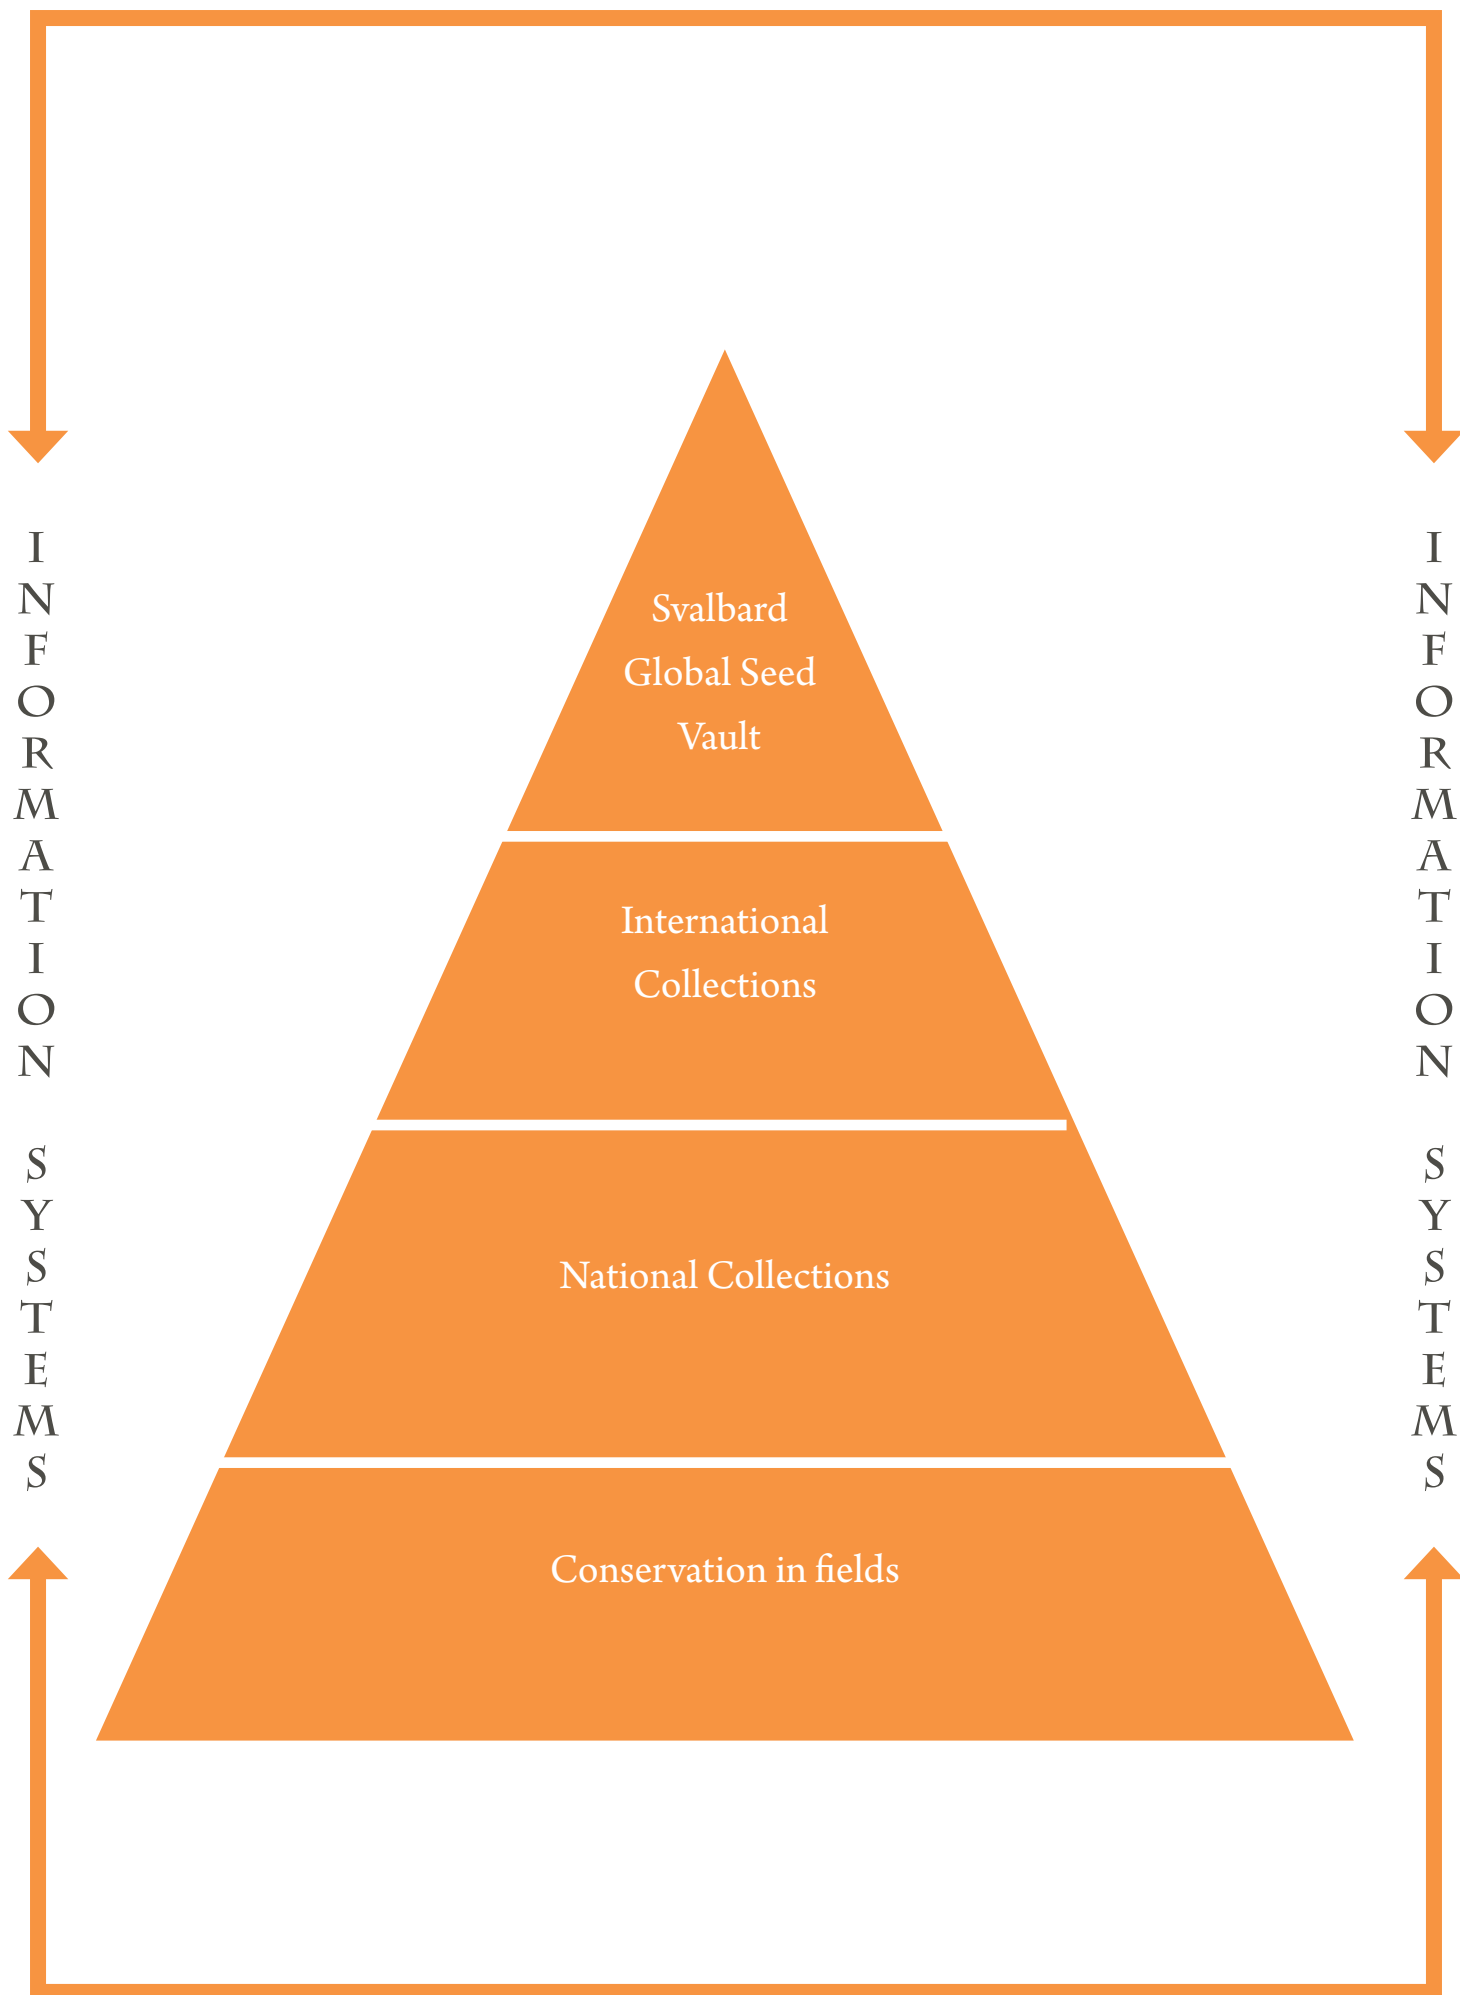 INFORMATION SYSTEMS
Svalbard
Global Seed
Vault
International
Collections
National Collections
Conservation in fields
INFORMATION SYSTEMS